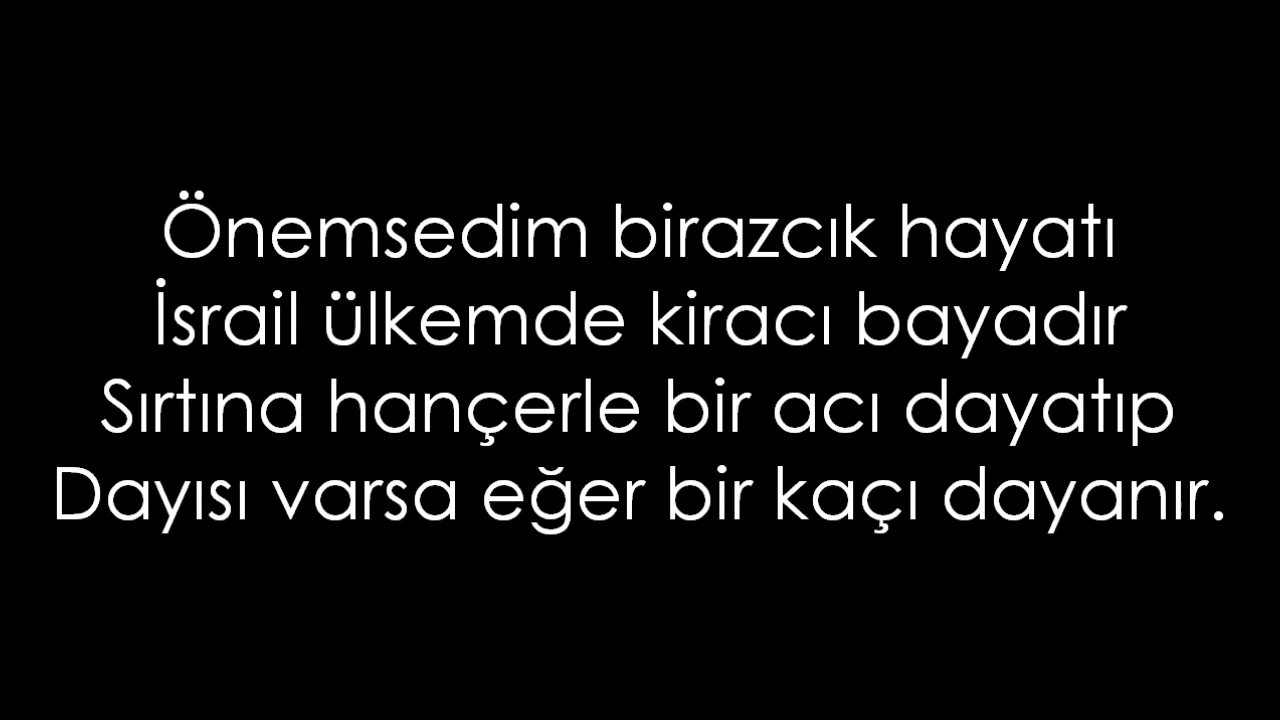 Önemsedim birazcık hayatı
İsrail ülkemde kiracı bayadır
Sırtına hançerle bir acı dayatıp
Dayısı varsa eğer bir kaçı dayanır.